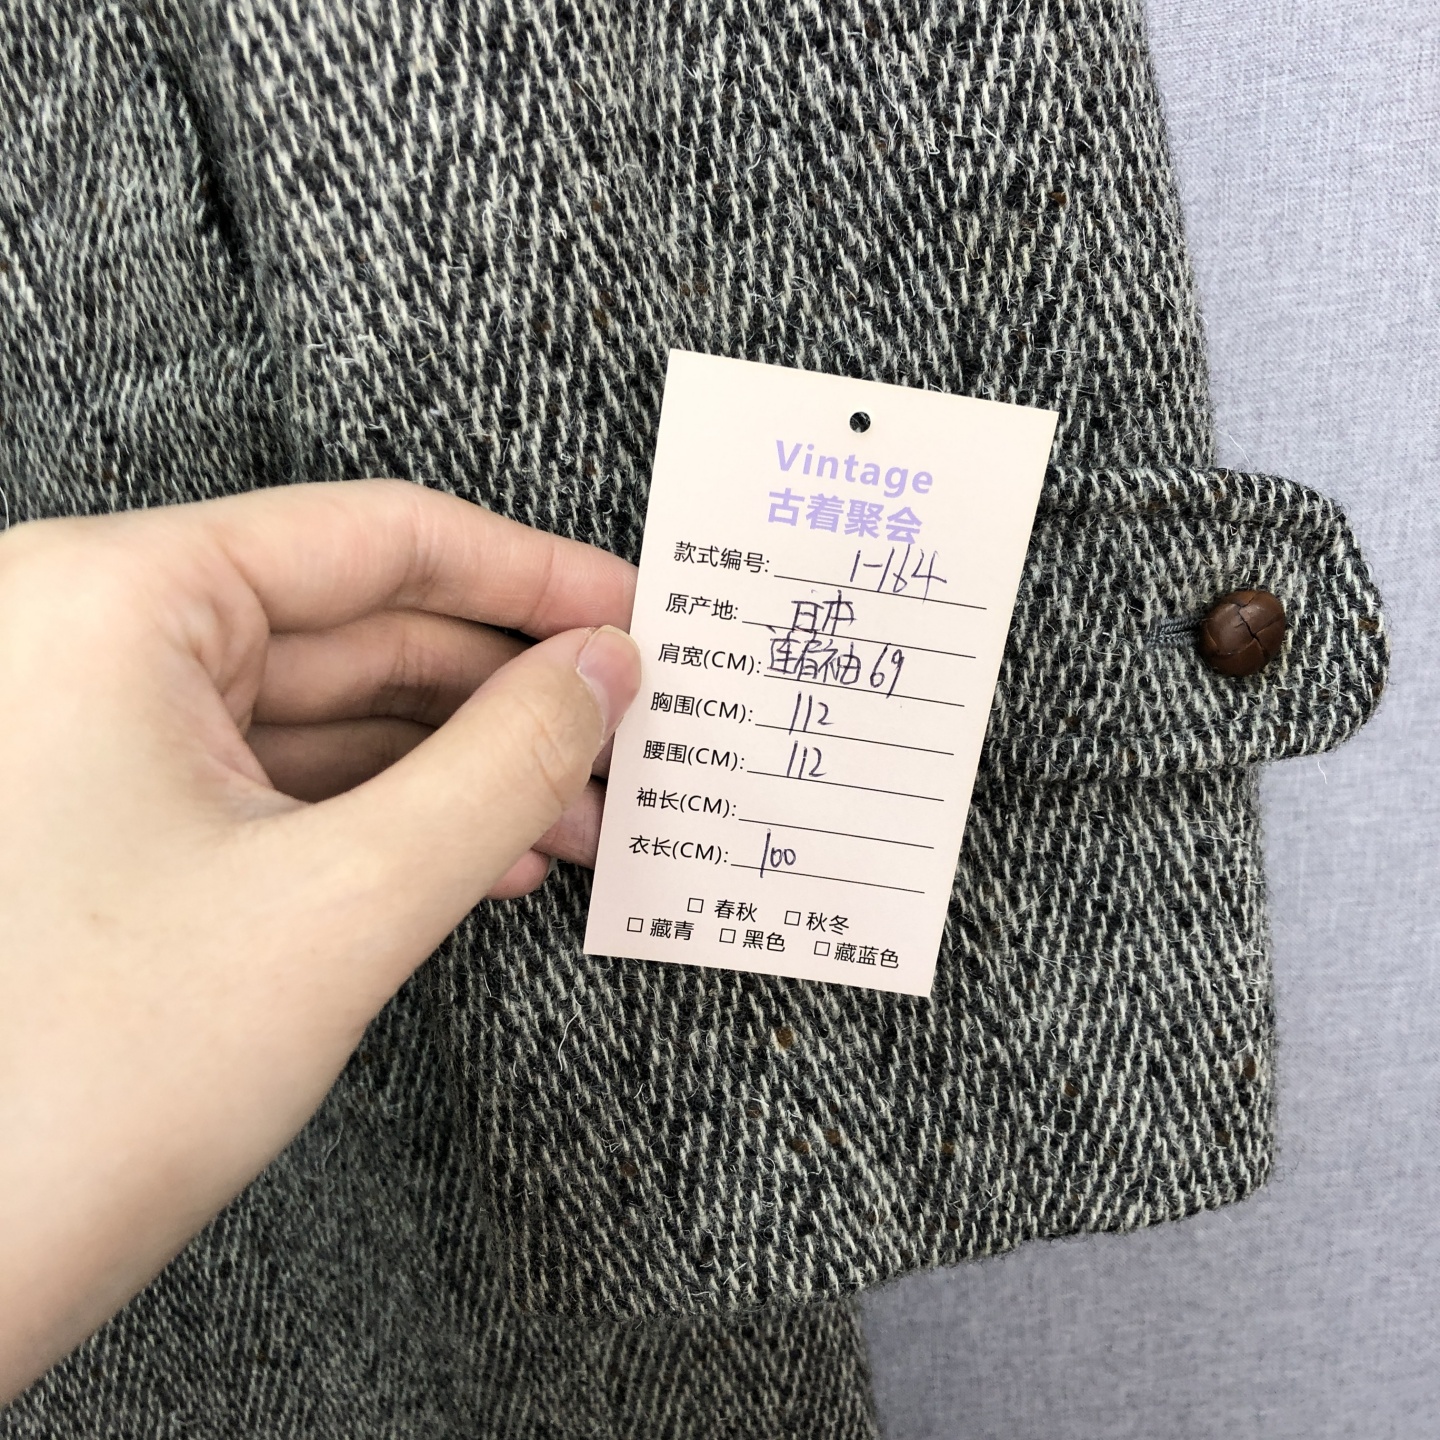 Vintage
古着聚会
款式编号: 1-164
原产地: 日本
肩宽(CM): 连肩袖 69
胸围(CM): 112
腰围(CM): 112
袖长(CM):
衣长(CM): 100
□ 春秋 □ 秋冬
□ 藏青 □ 黑色 □ 藏蓝色